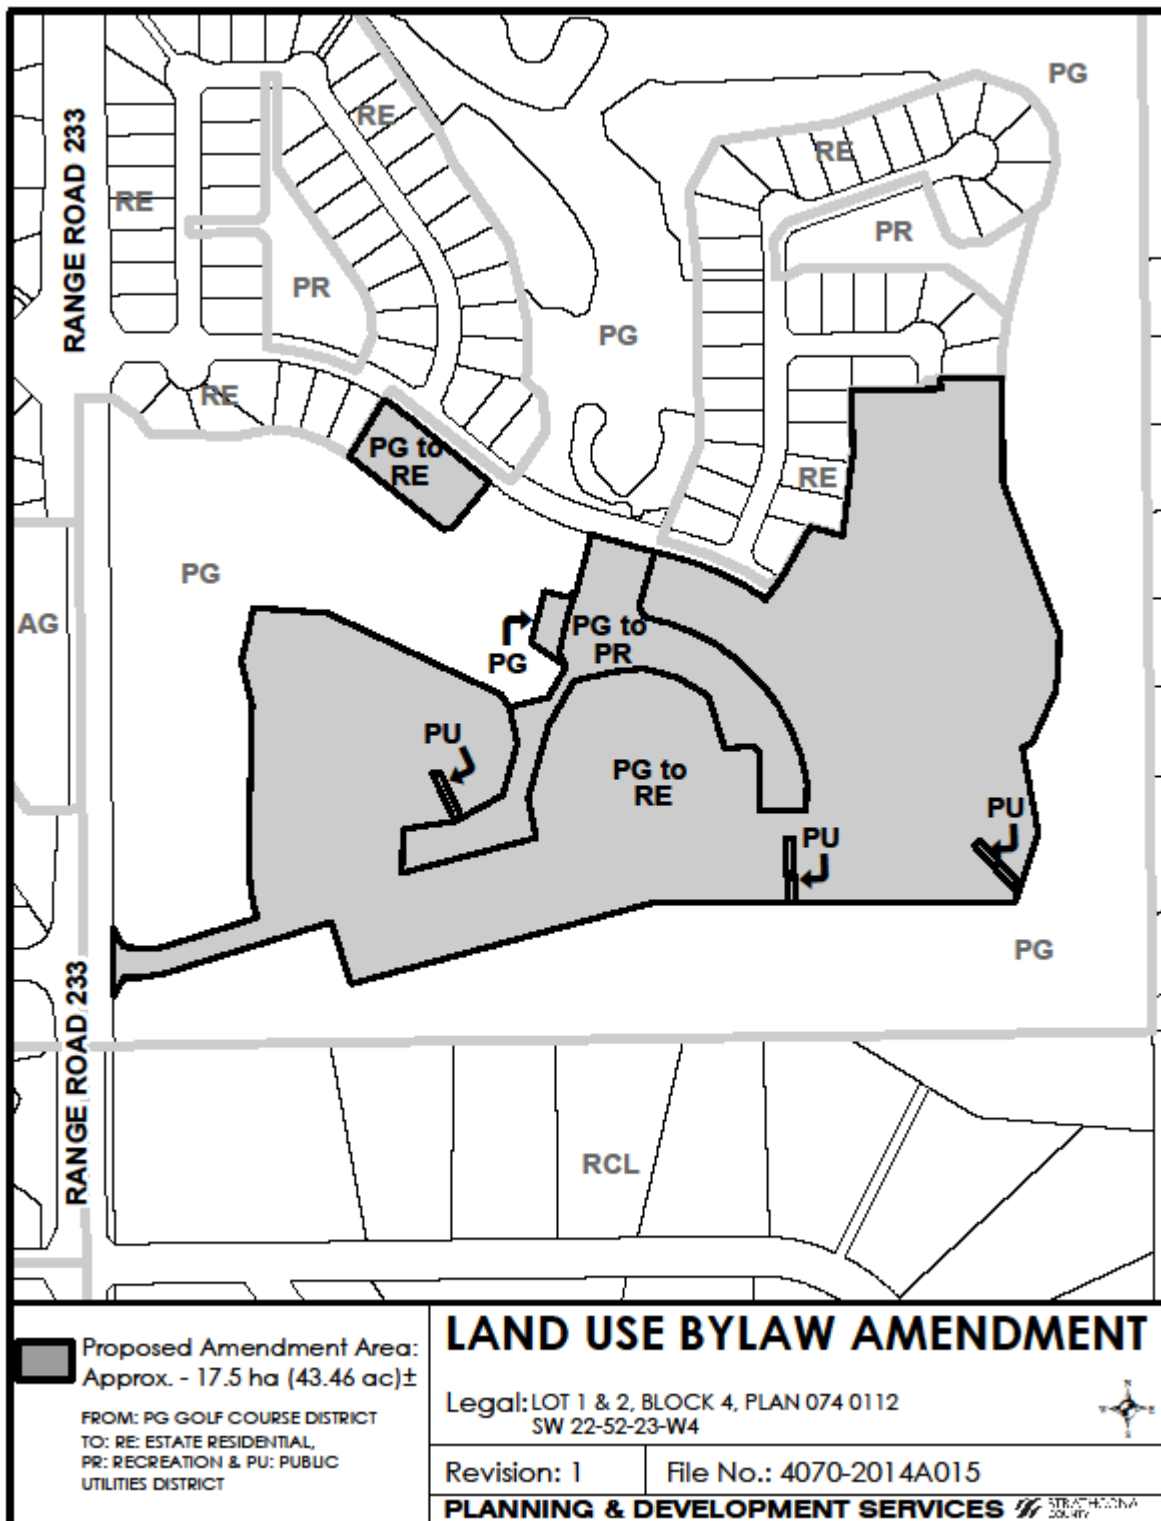 PG
RE
RE
RE
PR
PR
RANGE ROAD 233
PG
RE
PG to
RE
RE
PG
AG
PG to
PR
PG
PU
PG to
RE
PU
PU
PG
RANGE ROAD 233
RCL
Proposed Amendment Area:
Approx. - 17.5 ha (43.46 ac)±
FROM: PG GOLF COURSE DISTRICT
TO: RE: ESTATE RESIDENTIAL,
PR: RECREATION & PU: PUBLIC
UTILITIES DISTRICT
LAND USE BYLAW AMENDMENT
Legal: LOT 1 & 2, BLOCK 4, PLAN 074 0112
SW 22-52-23-W4
N
W E
S
Revision: 1 File No.: 4070-2014A015
PLANNING & DEVELOPMENT SERVICES STRATHCONA
COUNTY